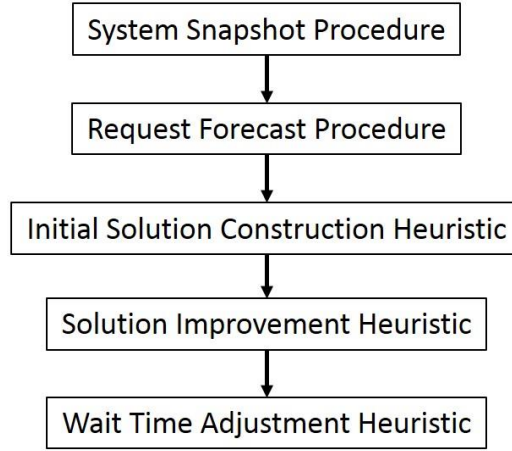 System Snapshot Procedure
Request Forecast Procedure
Initial Solution Construction Heuristic
Solution Improvement Heuristic
Wait Time Adjustment Heuristic